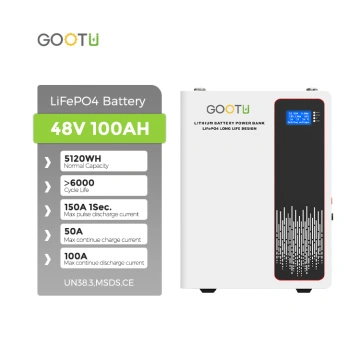 GOOTU
LiFePO4 Battery
48V 100AH
5120WH
Normal Capacity
>6000
Cycle Life
150A 1Sec.
Max.pulse discharge current
50A
Max.continue charge current
100A
Max.continue discharge current
UN38.3,MSDS,CE
GOOTU
LITHIUM BATTERY POWER BANK
LiFePO4 LONG LIFE DESIGN